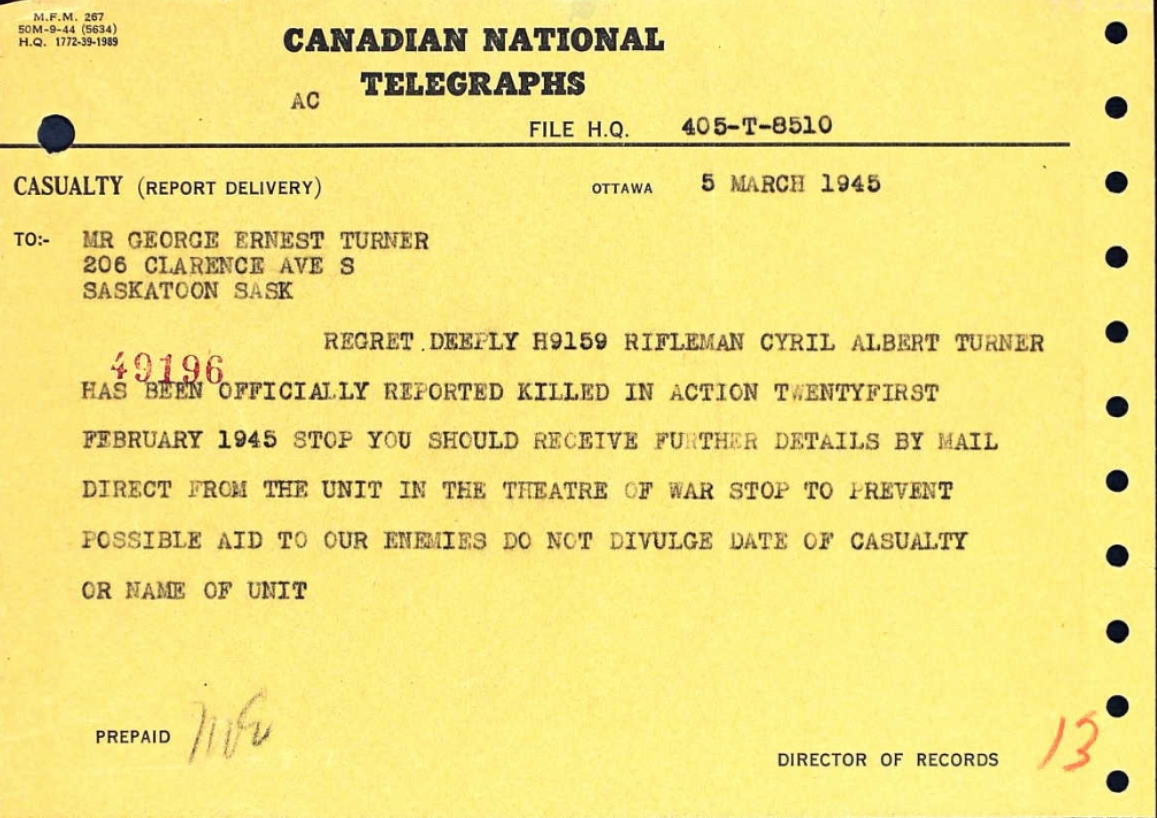 M.F.M. 267
50M-9-44 (5634)
H.Q. 1772-39-1989
CANADIAN NATIONAL
TELEGRAPHS
AC
FILE H.Q. 405-T-8510
CASUALTY (REPORT DELIVERY) OTTAWA 5 MARCH 1945
TO:- MR GEORGE ERNEST TURNER
206 CLARENCE AVE S
SASKATOON SASK
REGRET DEEPLY H9159 RIFLEMAN CYRIL ALBERT TURNER
49196
HAS BEEN OFFICIALLY REPORTED KILLED IN ACTION TWENTYFIRST
FEBRUARY 1945 STOP YOU SHOULD RECEIVE FURTHER DETAILS BY MAIL
DIRECT FROM THE UNIT IN THE THEATRE OF WAR STOP TO PREVENT
POSSIBLE AID TO OUR ENEMIES DO NOT DIVULGE DATE OF CASUALTY
OR NAME OF UNIT
PREPAID
DIRECTOR OF RECORDS
13